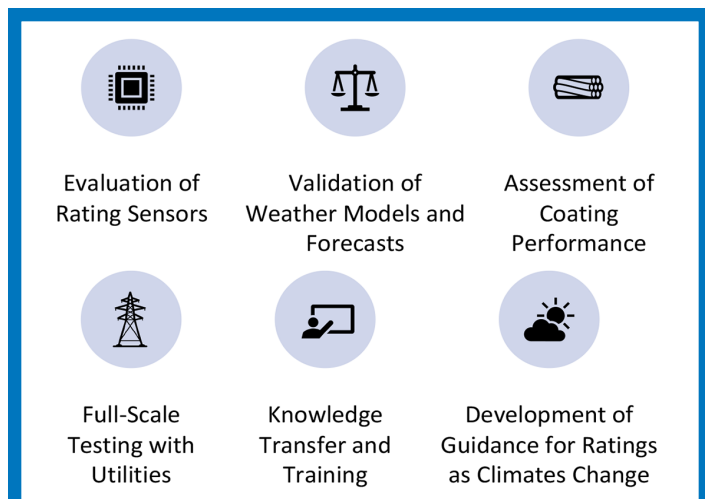 Evaluation of
Rating Sensors
Validation of
Weather Models and
Forecasts
Assessment of
Coating
Performance
Full-Scale
Testing with
Utilities
Knowledge
Transfer and
Training
Development of
Guidance for Ratings
as Climates Change